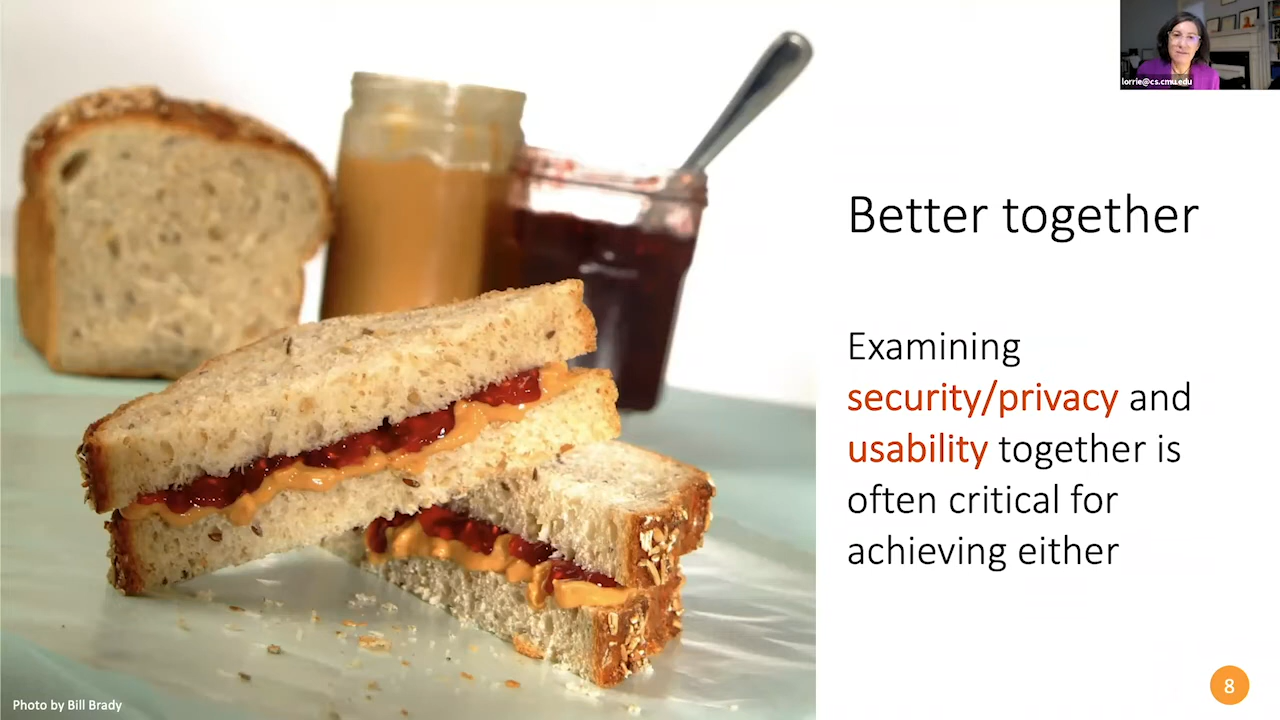 lorrie@cs.cmu.edu
Better together
Examining
security/privacy and
usability together is
often critical for
achieving either
Photo by Bill Brady
8